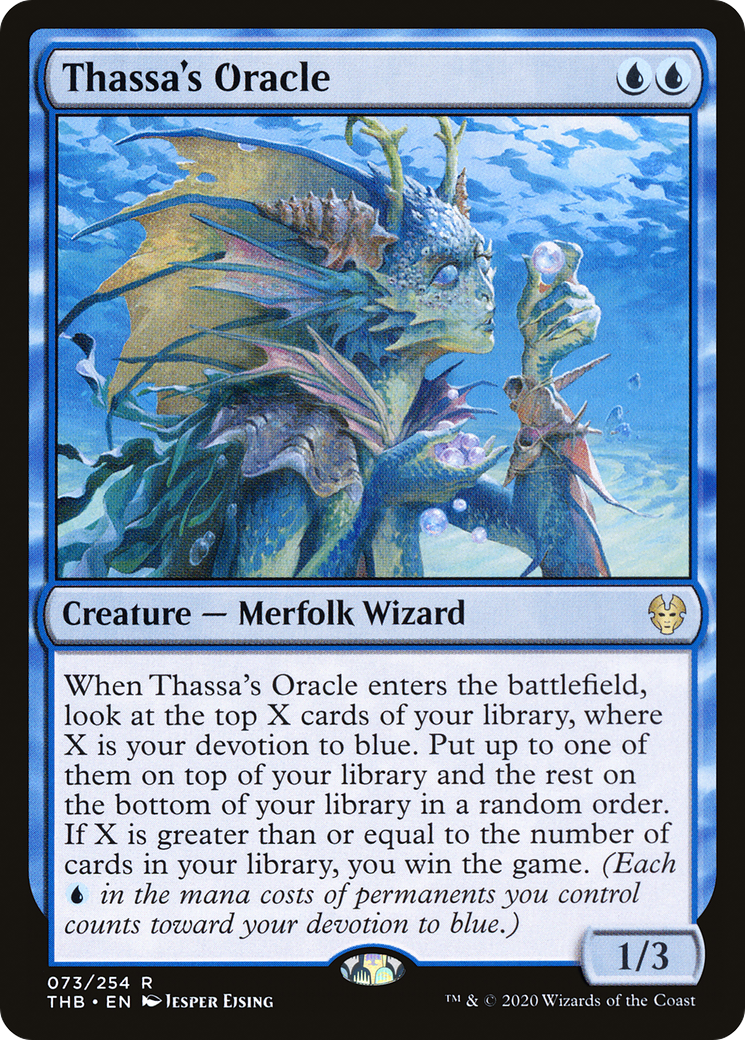 Thassa's Oracle
Creature — Merfolk Wizard
When Thassa's Oracle enters the battlefield,
look at the top X cards of your library, where
X is your devotion to blue. Put up to one of
them on top of your library and the rest on
the bottom of your library in a random order.
If X is greater than or equal to the number of
cards in your library, you win the game. (Each
in the mana costs of permanents you control
counts toward your devotion to blue.)
1/3
073/254 R
THB • EN Jesper Ejsing
™ & © 2020 Wizards of the Coast